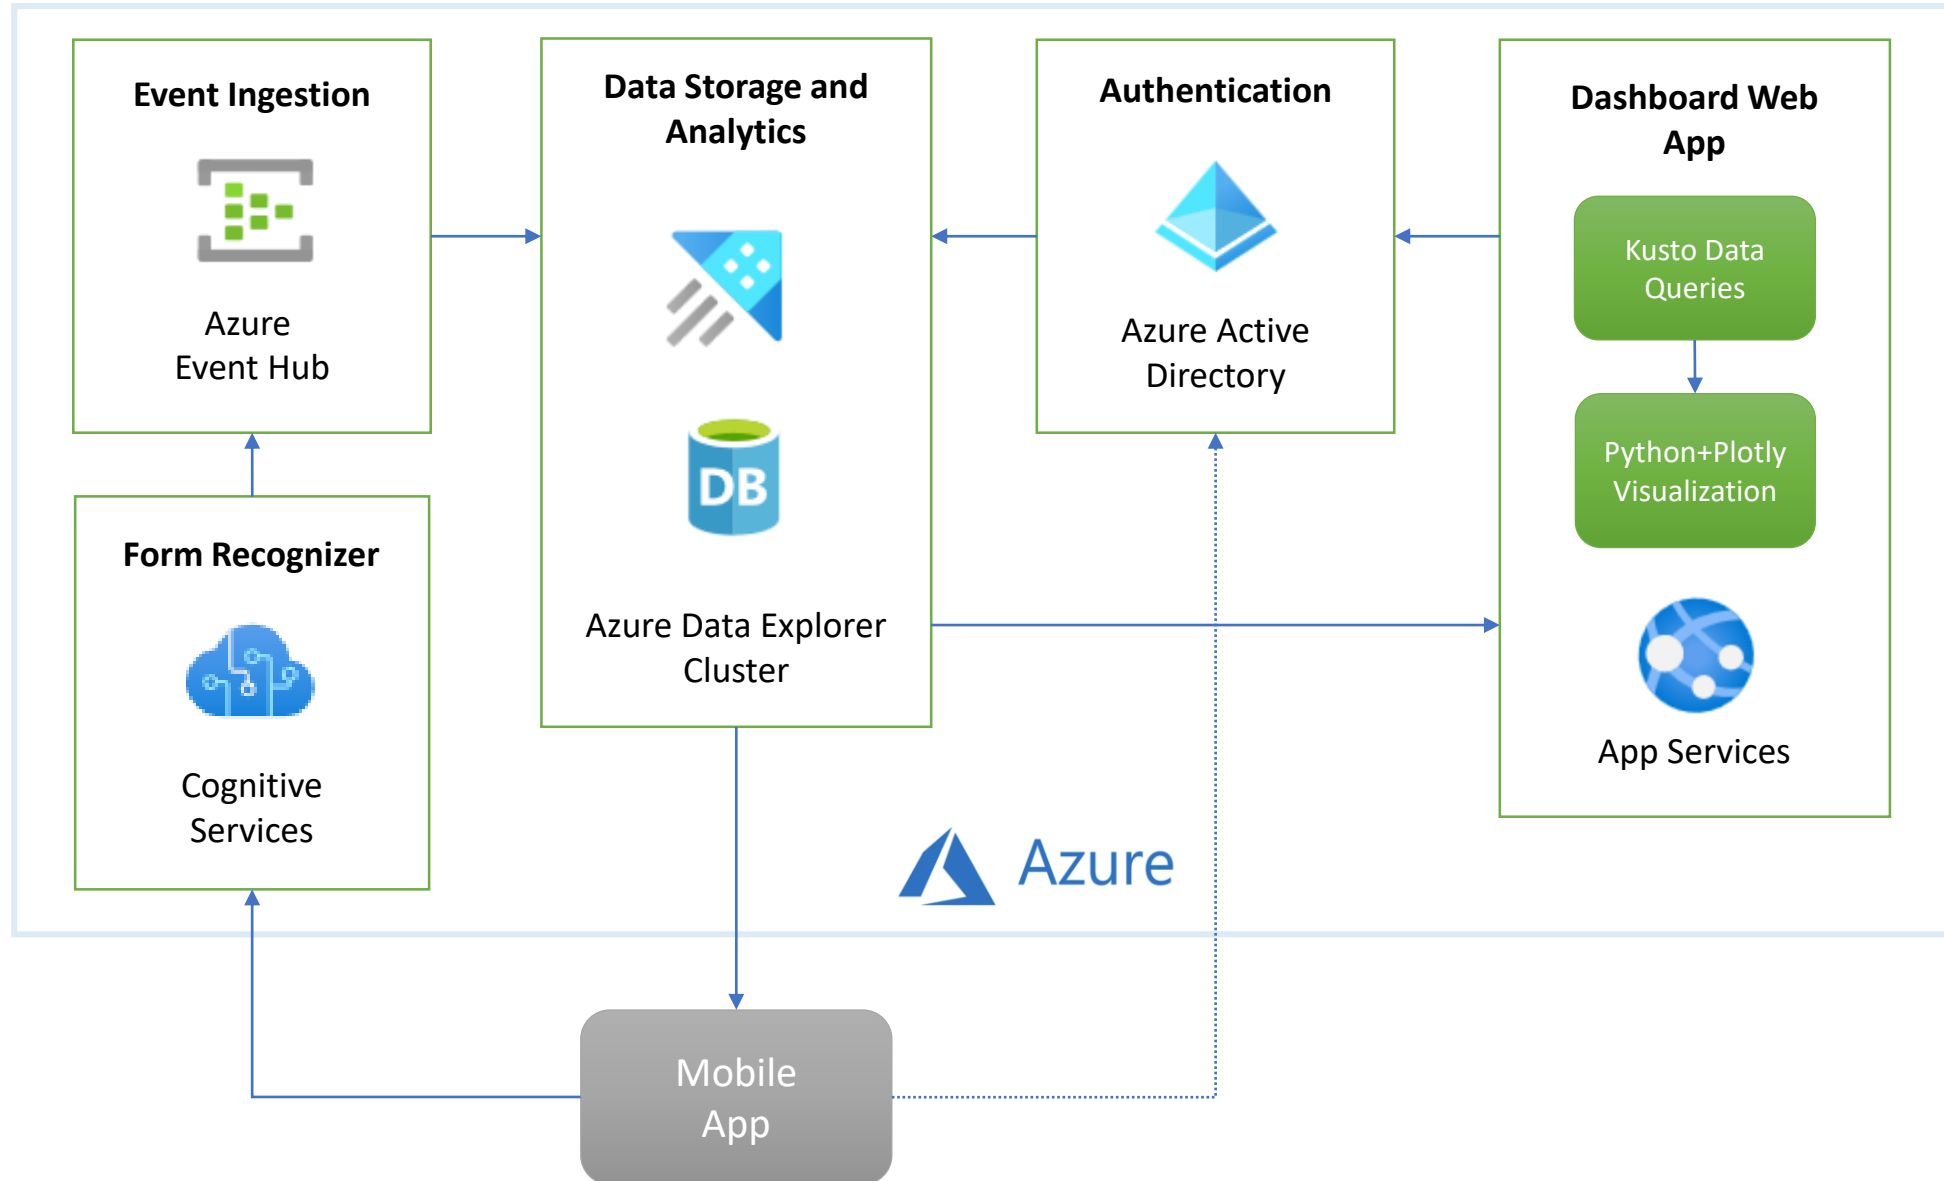 Event Ingestion
Azure
Event Hub
Data Storage and
Analytics
DB
Azure Data Explorer
Cluster
Authentication
Azure Active
Directory
Dashboard Web
App
Kusto Data
Queries
Python+Plotly
Visualization
App Services
Form Recognizer
Cognitive
Services
Azure
Mobile
App